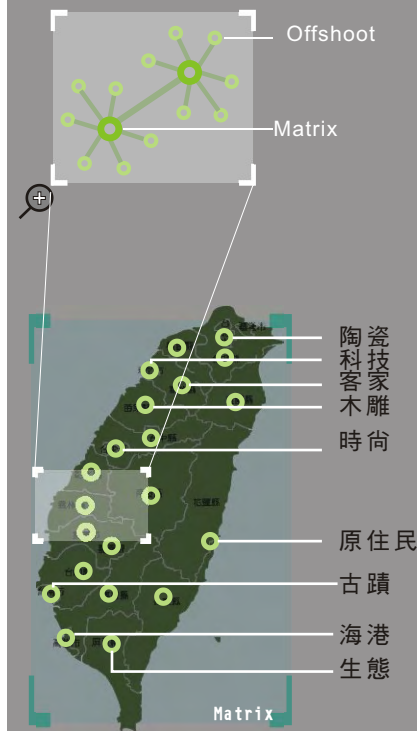 Offshoot
Matrix
陶瓷
科技
客家
木雕
時尚
原住民
古蹟
海港
生態
Matrix